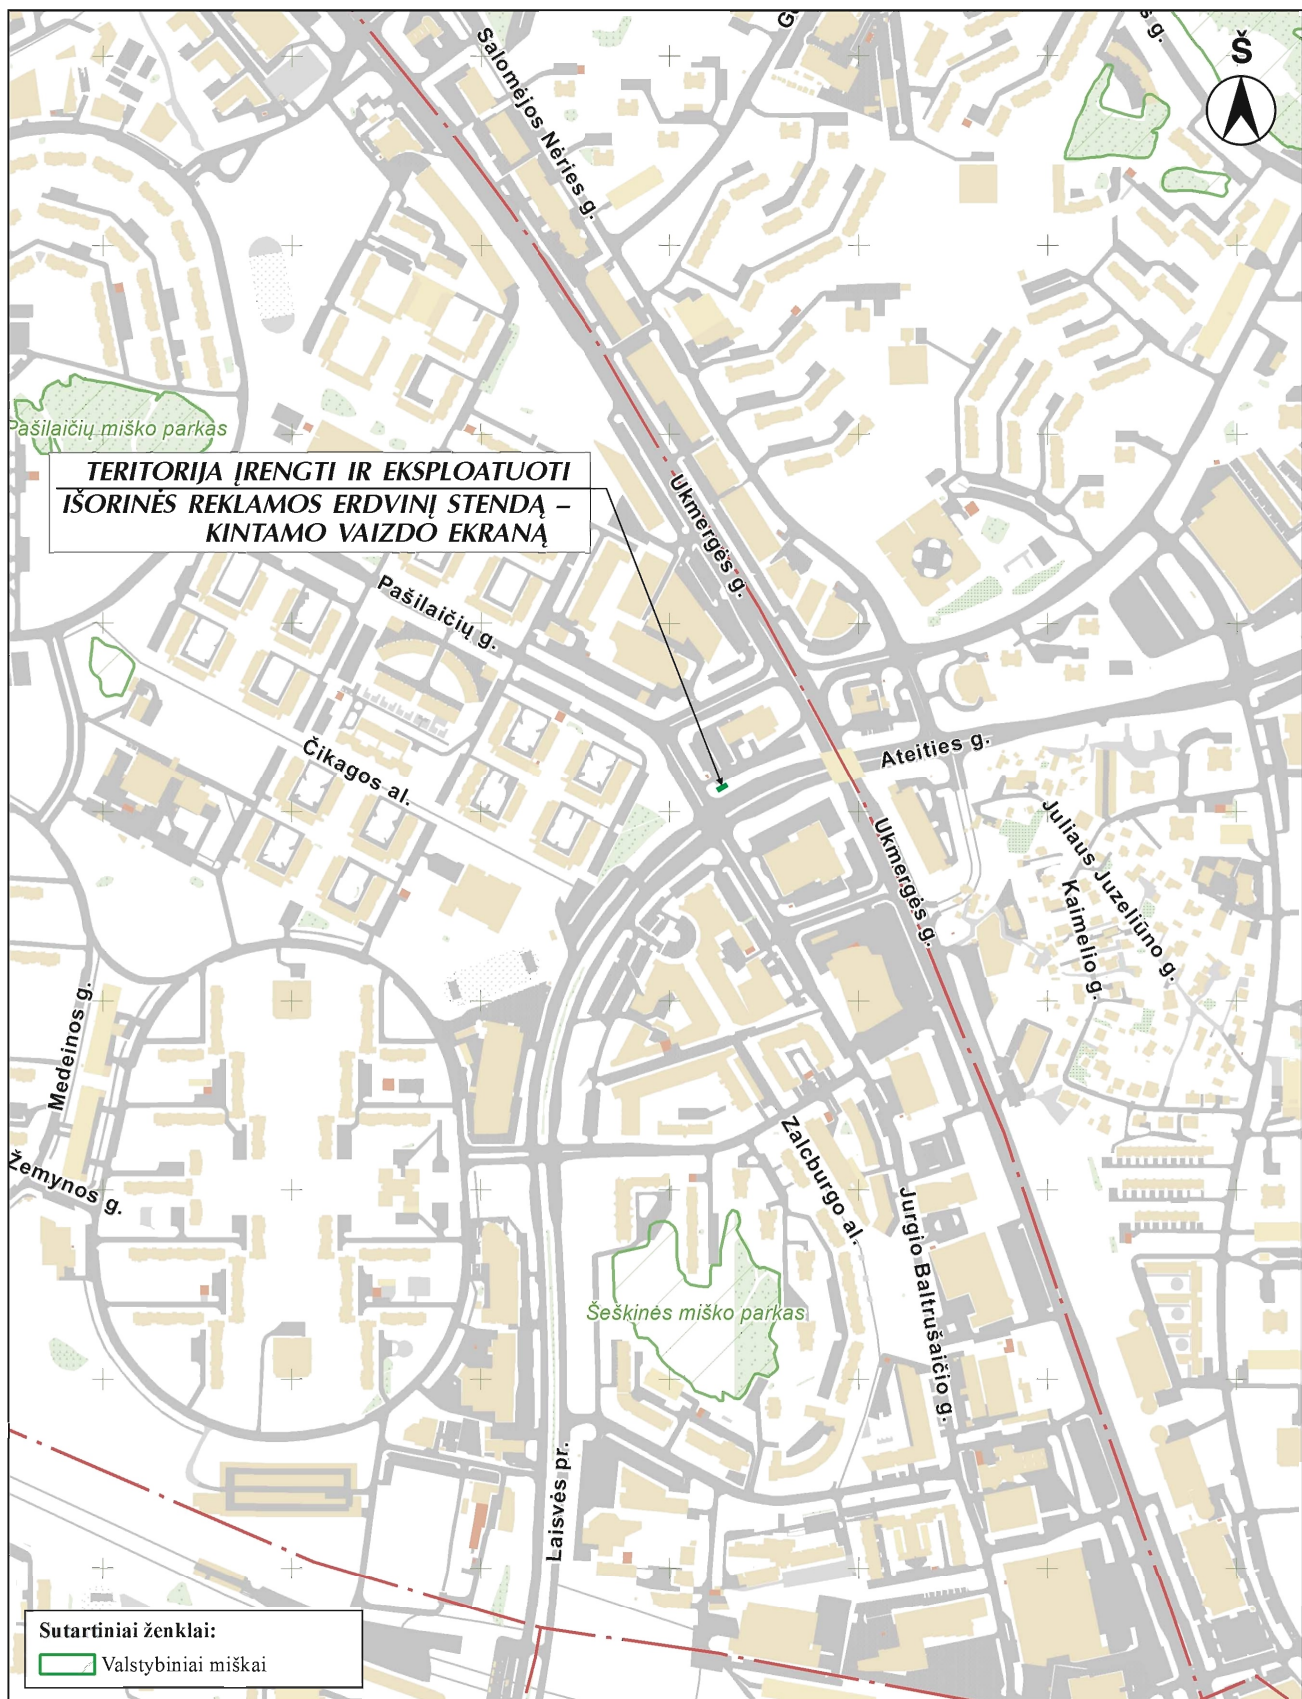 Š
Salomėjos Nėries g.
Pašilaičių miško parkas
TERITORIJA ĮRENGTI IR EKSPLOATUOTI
IŠORINĖS REKLAMOS ERDVINĮ STENDĄ –
KINTAMO VAIZDO EKRANĄ
Ukmergės g.
Pašilaičių g.
Čikagos al.
Ateities g.
Juliaus Juzeliūno g.
Ukmergės g.
Kaimelio g.
Medeinos g.
Žemynos g.
Zalcburgo al.
Jurgio Baltrušaičio g.
Šeškinės miško parkas
Laisvės pr.
Sutartiniai ženklai:
Valstybiniai miškai